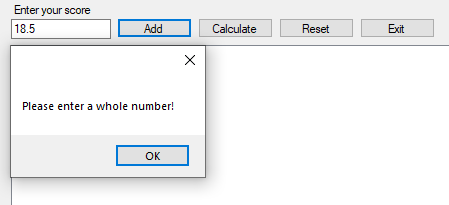 Enter your score
18.5 Add Calculate Reset Exit
Please enter a whole number!
OK